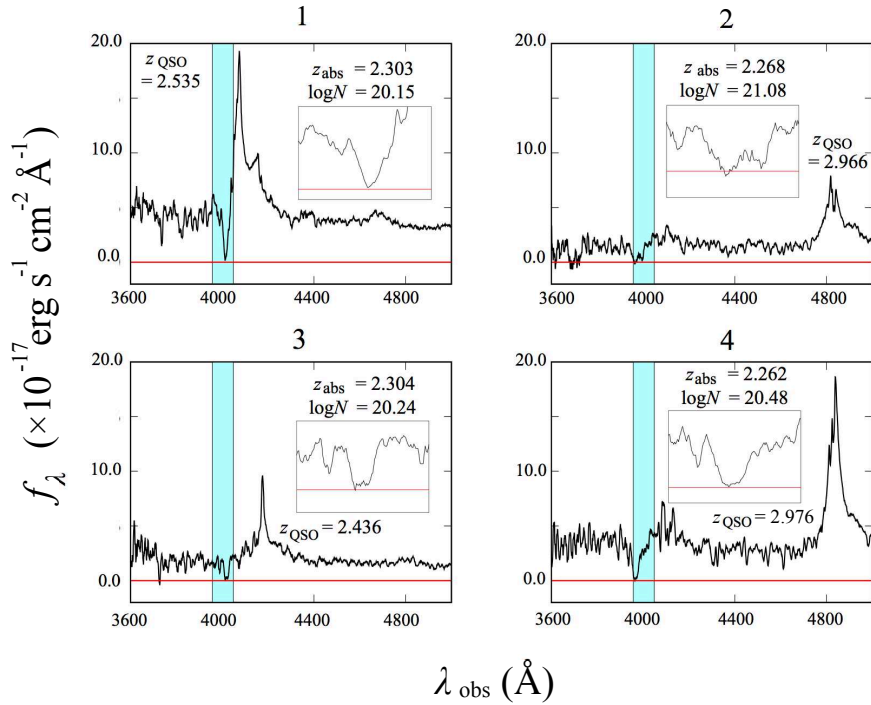 1
20.0
10.0
0.0
3600
4000
4400
4800
z QSO
= 2.535
z abs = 2.303
logN = 20.15
2
20.0
10.0
0.0
3600
4000
4400
4800
z abs = 2.268
logN = 21.08
z QSO
= 2.966
3
20.0
10.0
0.0
3600
4000
4400
4800
z abs = 2.304
logN = 20.24
z QSO = 2.436
4
20.0
10.0
0.0
3600
4000
4400
4800
z abs = 2.262
logN = 20.48
z QSO = 2.976
f λ (×10⁻¹⁷ erg s⁻¹ cm⁻² Å⁻¹)
λ obs (Å)